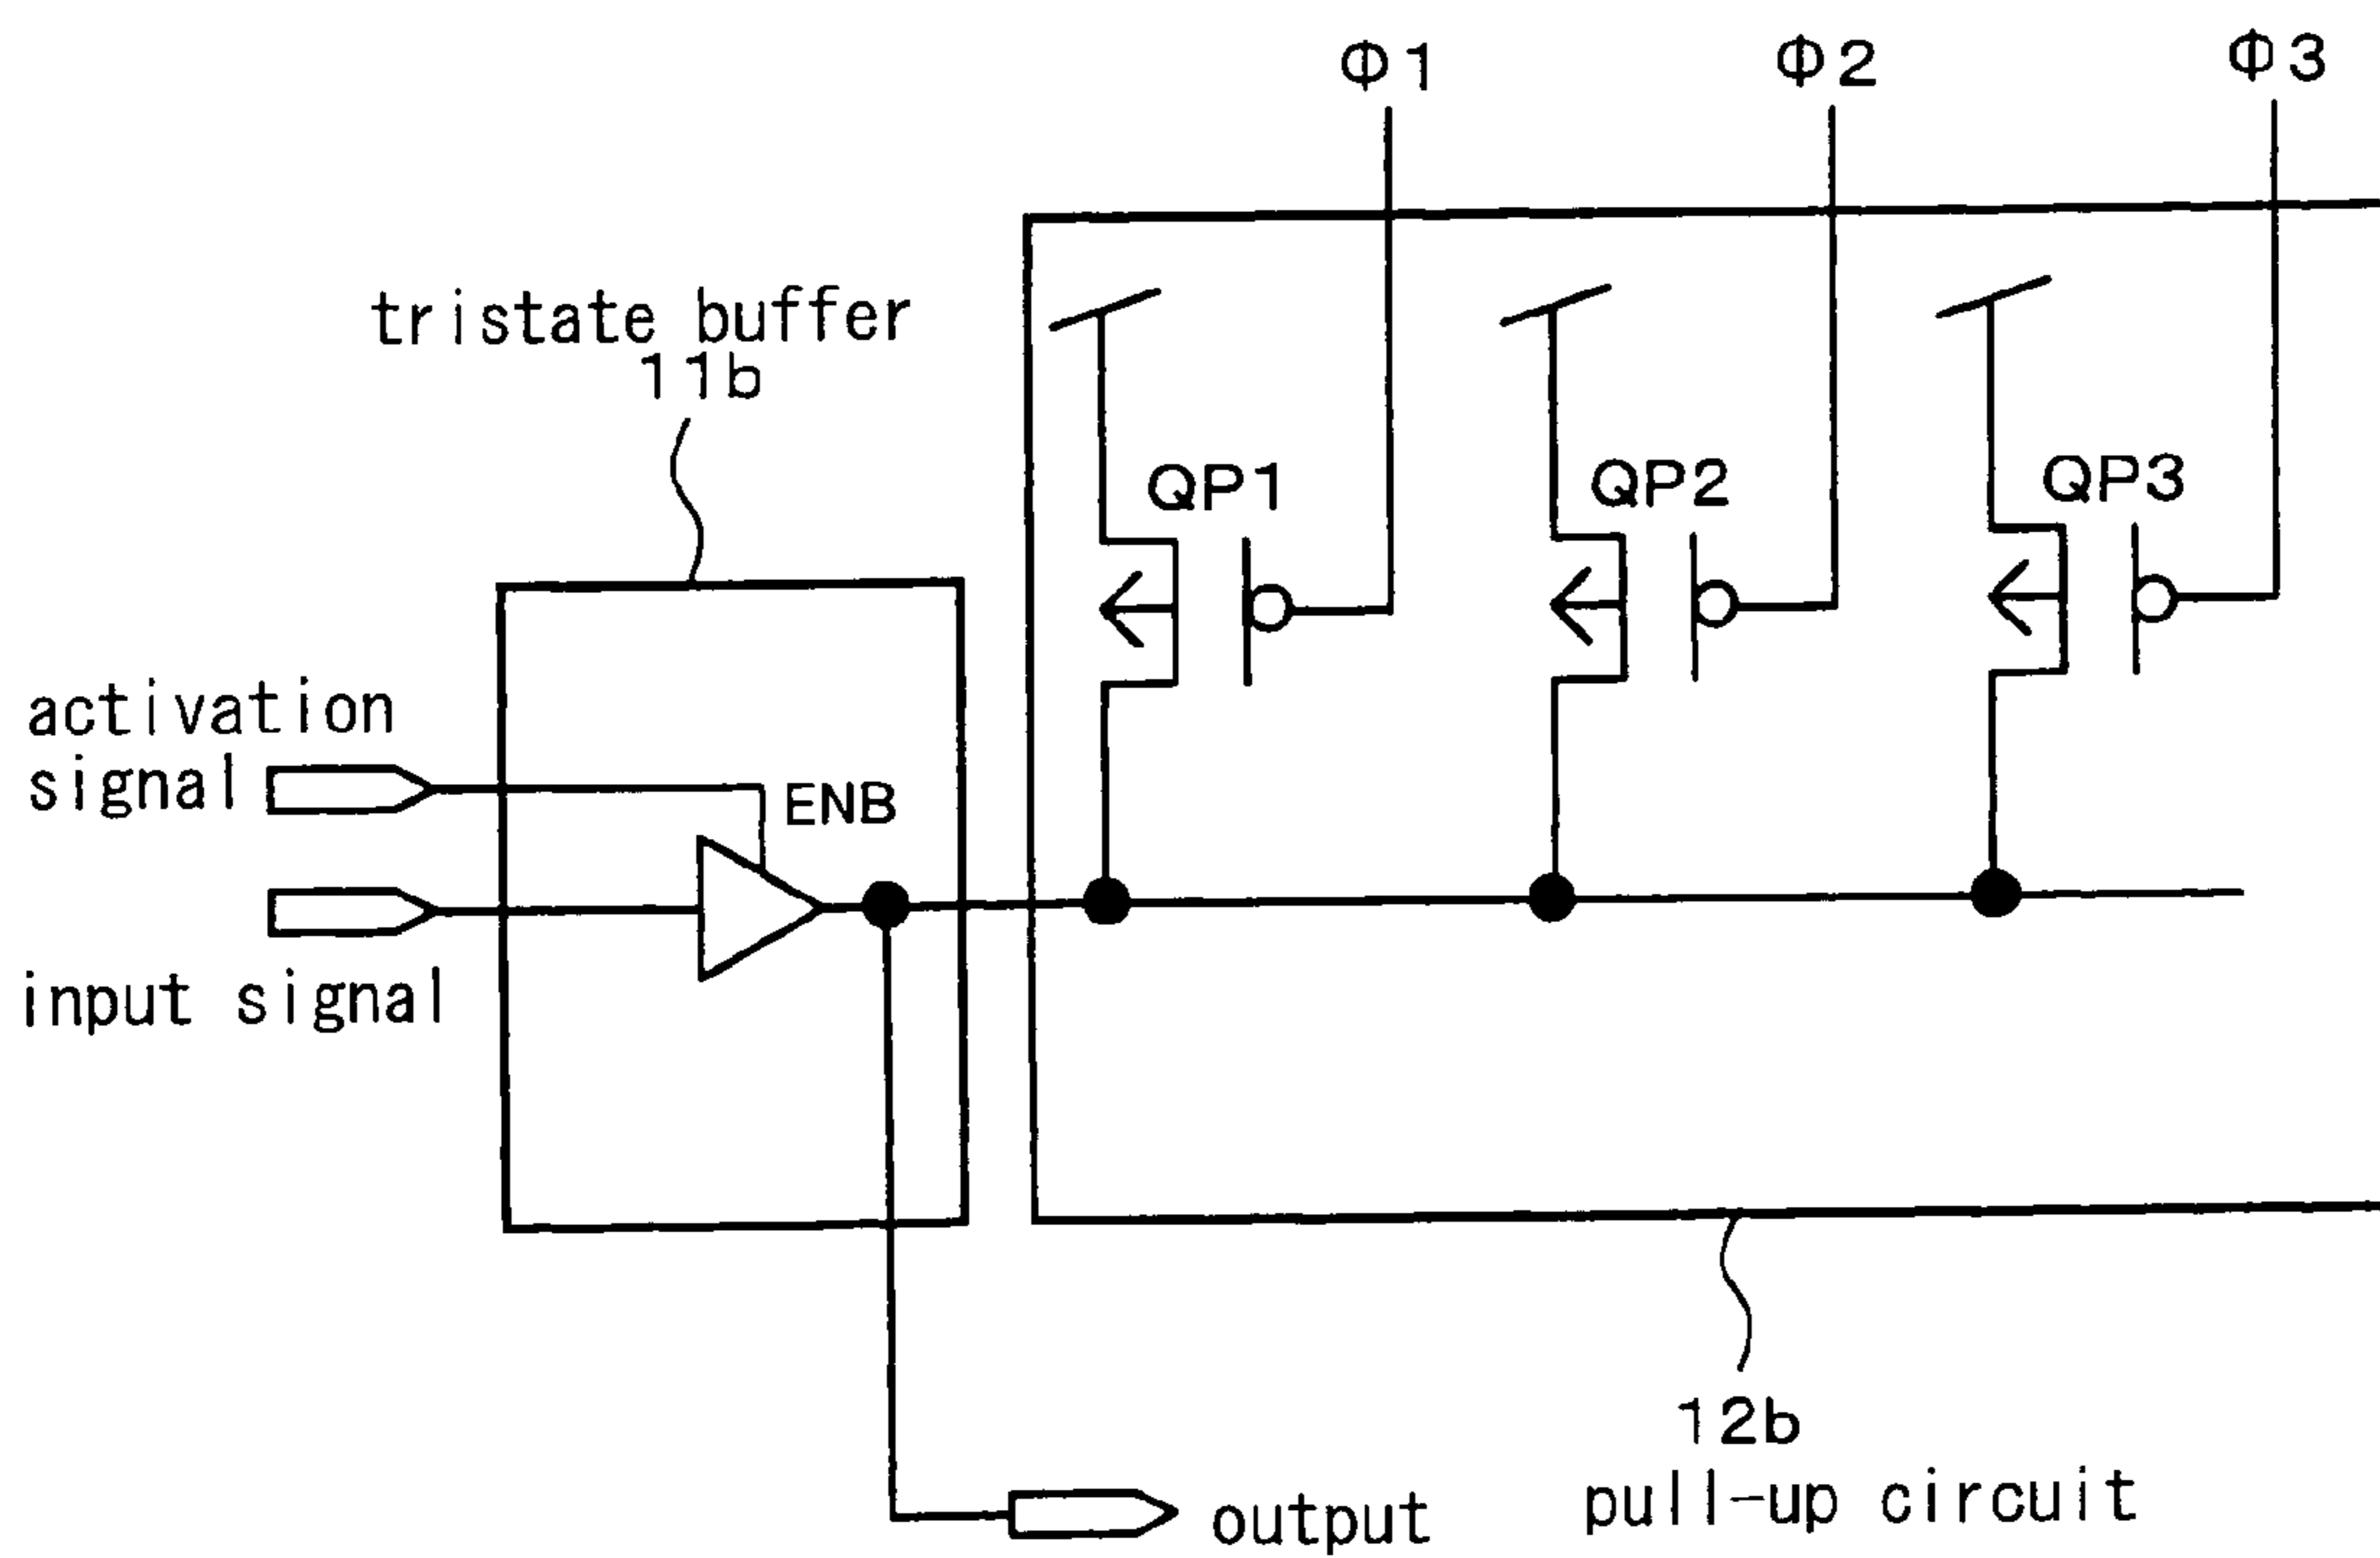 Φ1
Φ2
Φ3
tristate buffer
11b
QP1
QP2
QP3
activation
signal
ENB
input signal
12b
pull-up circuit
output